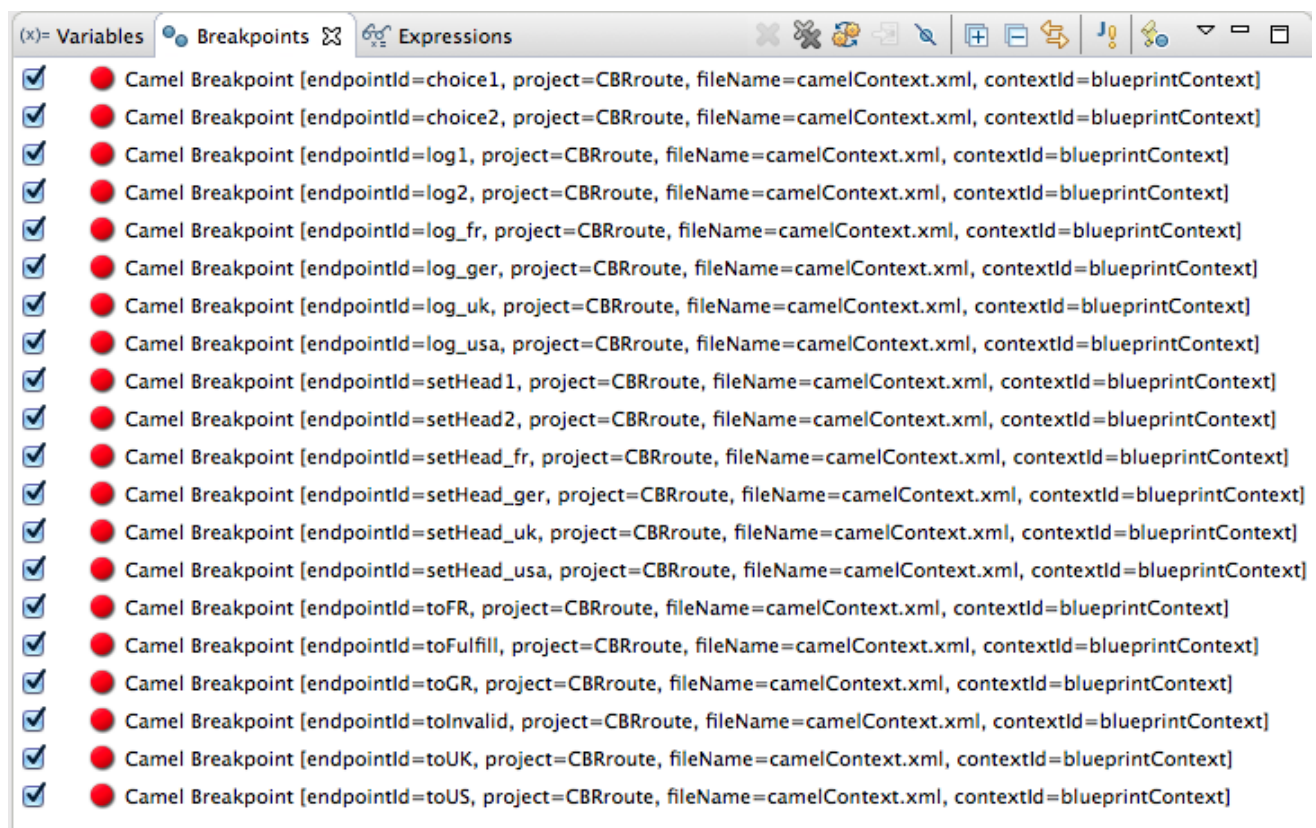 (x)= Variables Breakpoints Expressions
Camel Breakpoint [endpointId=choice1, project=CBRroute, fileName=camelContext.xml, contextId=blueprintContext]
Camel Breakpoint [endpointId=choice2, project=CBRroute, fileName=camelContext.xml, contextId=blueprintContext]
Camel Breakpoint [endpointId=log1, project=CBRroute, fileName=camelContext.xml, contextId=blueprintContext]
Camel Breakpoint [endpointId=log2, project=CBRroute, fileName=camelContext.xml, contextId=blueprintContext]
Camel Breakpoint [endpointId=log_fr, project=CBRroute, fileName=camelContext.xml, contextId=blueprintContext]
Camel Breakpoint [endpointId=log_ger, project=CBRroute, fileName=camelContext.xml, contextId=blueprintContext]
Camel Breakpoint [endpointId=log_uk, project=CBRroute, fileName=camelContext.xml, contextId=blueprintContext]
Camel Breakpoint [endpointId=log_usa, project=CBRroute, fileName=camelContext.xml, contextId=blueprintContext]
Camel Breakpoint [endpointId=setHead1, project=CBRroute, fileName=camelContext.xml, contextId=blueprintContext]
Camel Breakpoint [endpointId=setHead2, project=CBRroute, fileName=camelContext.xml, contextId=blueprintContext]
Camel Breakpoint [endpointId=setHead_fr, project=CBRroute, fileName=camelContext.xml, contextId=blueprintContext]
Camel Breakpoint [endpointId=setHead_ger, project=CBRroute, fileName=camelContext.xml, contextId=blueprintContext]
Camel Breakpoint [endpointId=setHead_uk, project=CBRroute, fileName=camelContext.xml, contextId=blueprintContext]
Camel Breakpoint [endpointId=setHead_usa, project=CBRroute, fileName=camelContext.xml, contextId=blueprintContext]
Camel Breakpoint [endpointId=toFR, project=CBRroute, fileName=camelContext.xml, contextId=blueprintContext]
Camel Breakpoint [endpointId=toFulfill, project=CBRroute, fileName=camelContext.xml, contextId=blueprintContext]
Camel Breakpoint [endpointId=toGR, project=CBRroute, fileName=camelContext.xml, contextId=blueprintContext]
Camel Breakpoint [endpointId=toInvalid, project=CBRroute, fileName=camelContext.xml, contextId=blueprintContext]
Camel Breakpoint [endpointId=toUK, project=CBRroute, fileName=camelContext.xml, contextId=blueprintContext]
Camel Breakpoint [endpointId=toUS, project=CBRroute, fileName=camelContext.xml, contextId=blueprintContext]